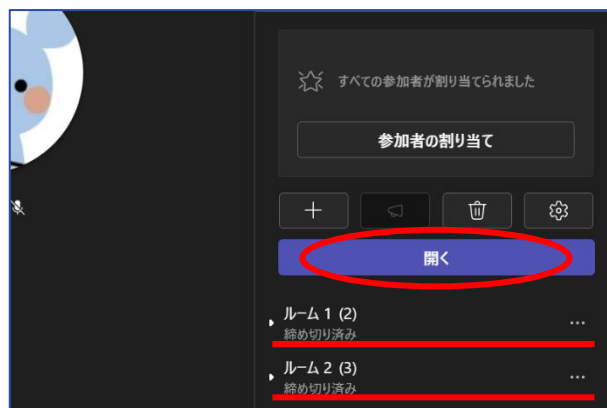 すべての参加者が割り当てられました
参加者の割り当て
開く
ルーム 1 (2)
締め切り済み
ルーム 2 (3)
締め切り済み